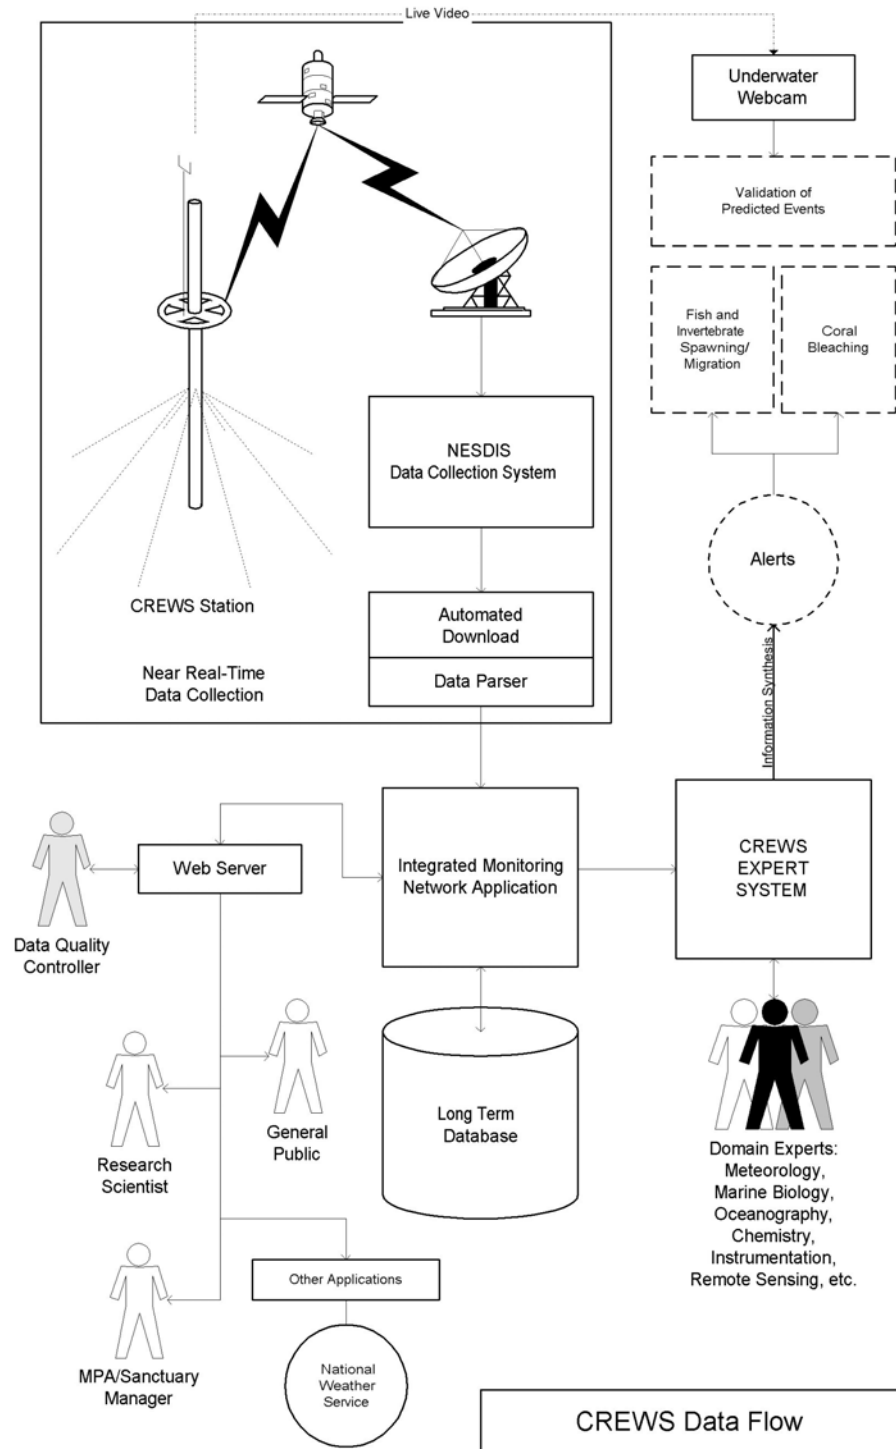 Live Video
Underwater
Webcam
Validation of
Predicted Events
Fish and
Invertebrate
Spawning/
Migration
Coral
Bleaching
NESDIS
Data Collection System
Alerts
CREWS Station
Automated
Download
Near Real-Time
Data Collection
Data Parser
Information Synthesis
Web Server
Integrated Monitoring
Network Application
CREWS
EXPERT
SYSTEM
Data Quality
Controller
Research
Scientist
General
Public
Long Term
Database
Domain Experts:
Meteorology,
Marine Biology,
Oceanography,
Chemistry,
Instrumentation,
Remote Sensing, etc.
Other Applications
MPA/Sanctuary
Manager
National
Weather
Service
CREWS Data Flow